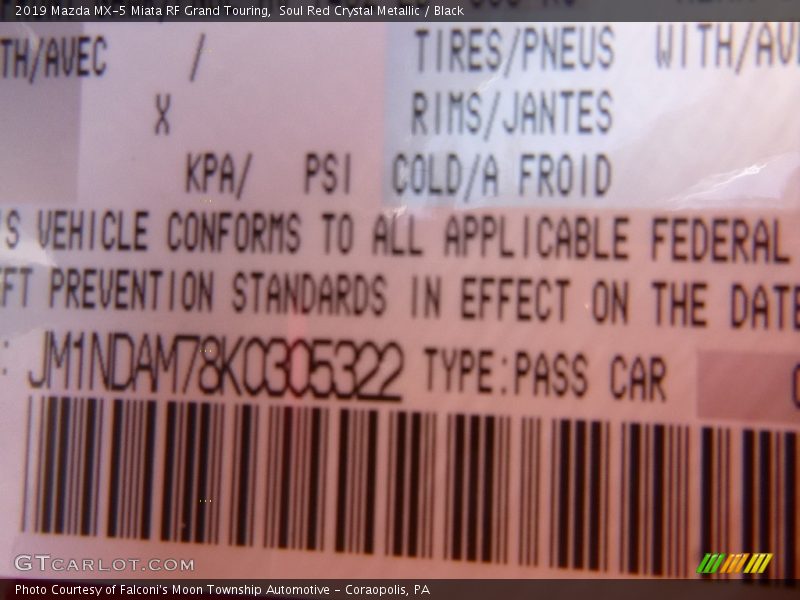 2019 Mazda MX-5 Miata RF Grand Touring, Soul Red Crystal Metallic / Black
TH/AVEC / TIRES/PNEUS WITH/AV
X RIMS/JANTES
KPA/ PSI COLD/A FROID
S VEHICLE CONFORMS TO ALL APPLICABLE FEDERAL
EFT PREVENTION STANDARDS IN EFFECT ON THE DATE
: JM1NDAM78K0305322 TYPE:PASS CAR
GTCARLOT.COM
Photo Courtesy of Falconi's Moon Township Automotive - Coraopolis, PA